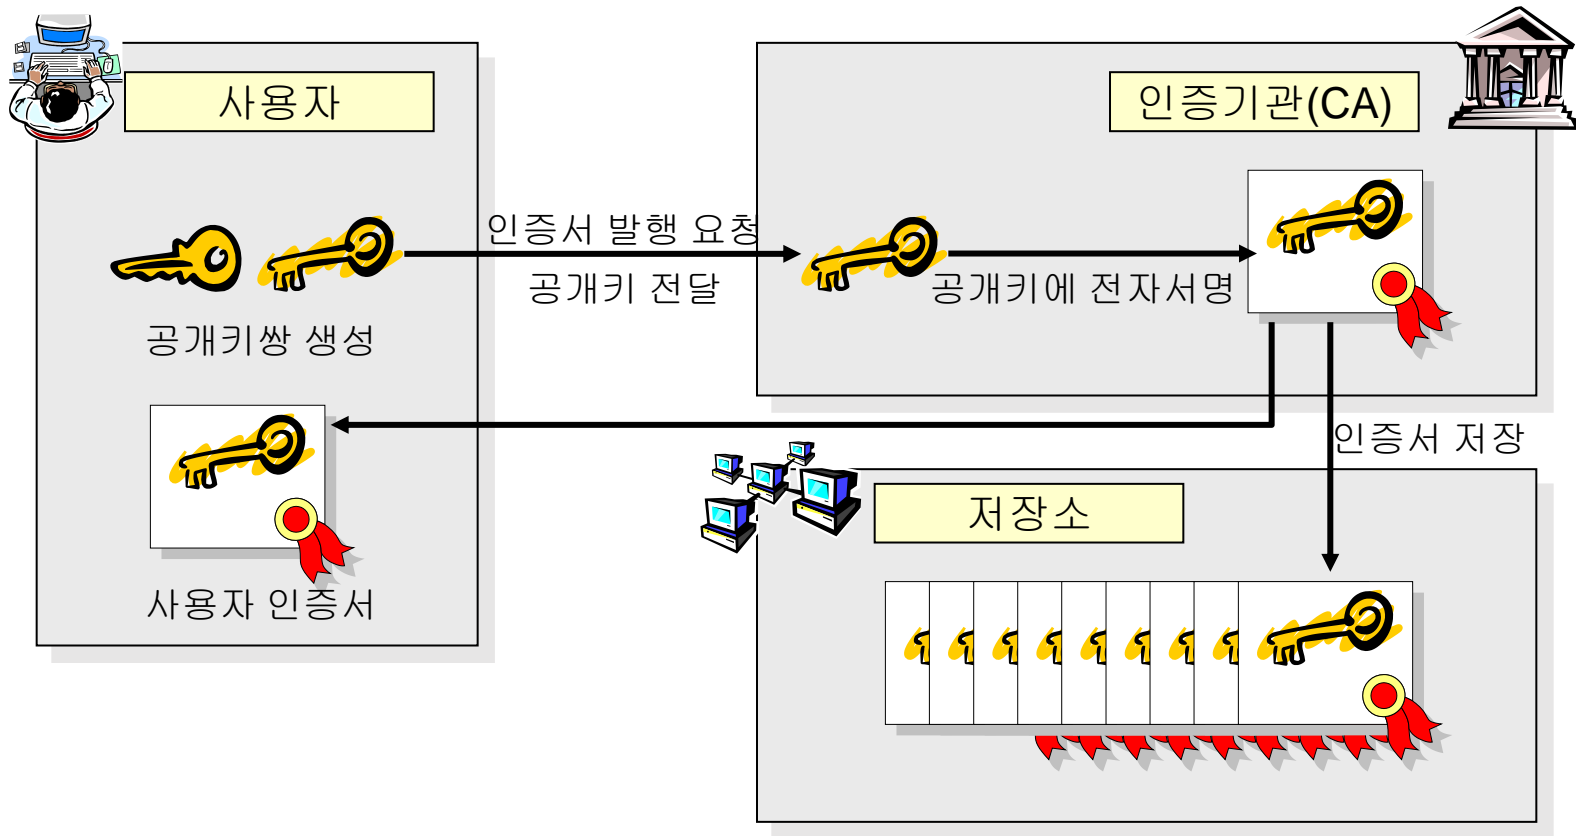 사용자
인증기관(CA)
인증서 발행 요청
공개키 전달
공개키에 전자서명
공개키쌍 생성
인증서 저장
저장소
사용자 인증서